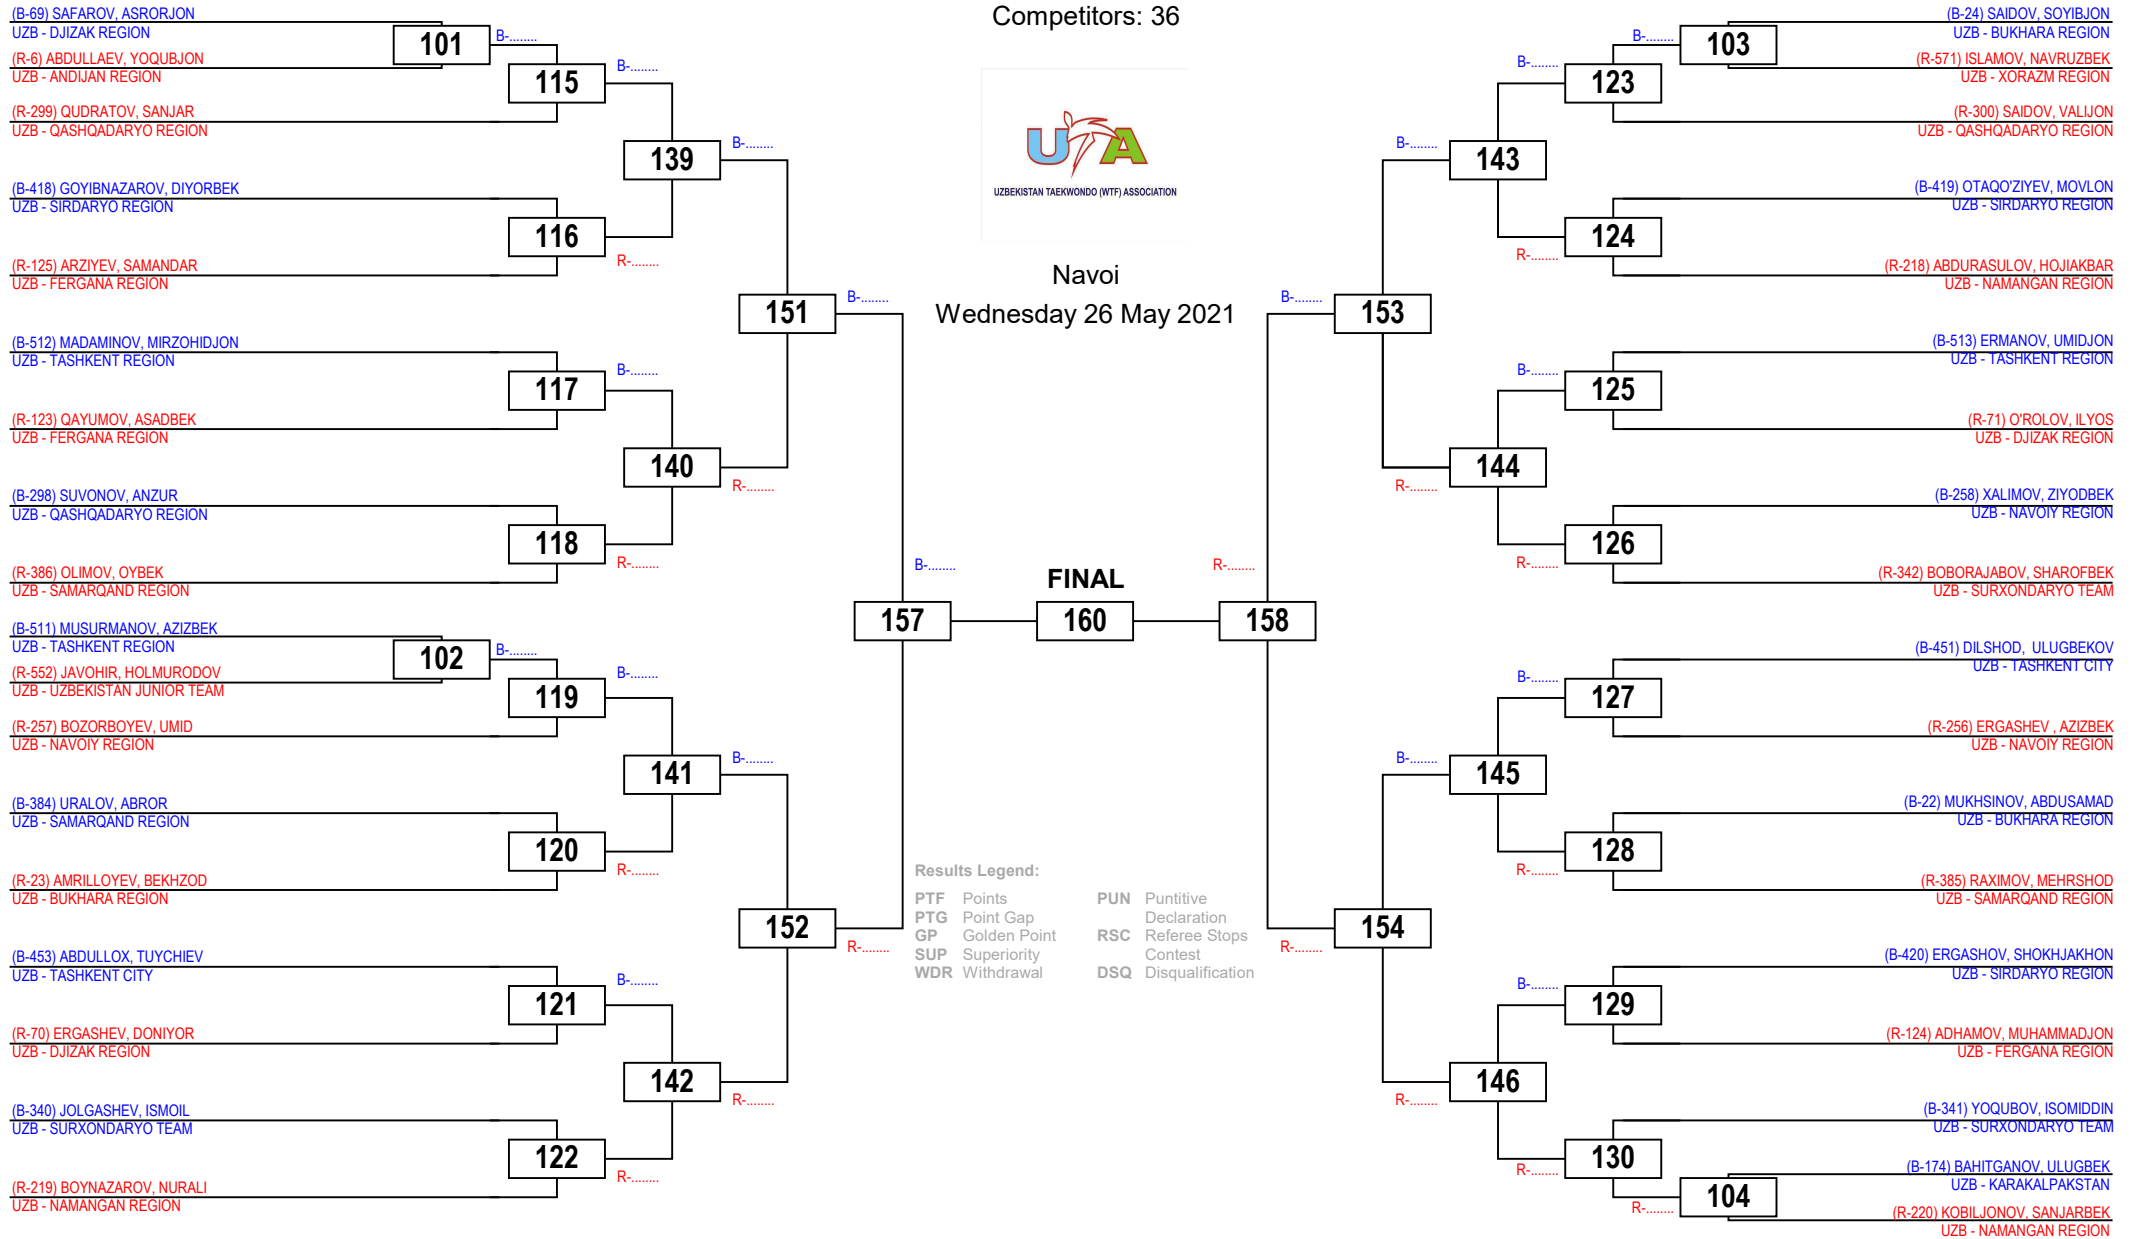 Competitors: 36
UTA
UZBEKISTAN TAEKWONDO (WTF) ASSOCIATION
Navoi
Wednesday 26 May 2021
(B-69) SAFAROV, ASRORJON
UZB - DJIZAK REGION
101
B-........
(R-6) ABDULLAEV, YOQUBJON
UZB - ANDIJAN REGION
115
B-........
(R-299) QUDRATOV, SANJAR
UZB - QASHQADARYO REGION
139
B-........
(B-418) GOYIBNAZAROV, DIYORBEK
UZB - SIRDARYO REGION
116
R-........
(R-125) ARZIYEV, SAMANDAR
UZB - FERGANA REGION
151
B-........
(B-512) MADAMINOV, MIRZOHIDJON
UZB - TASHKENT REGION
117
B-........
(R-123) QAYUMOV, ASADBEK
UZB - FERGANA REGION
140
R-........
(B-298) SUVONOV, ANZUR
UZB - QASHQADARYO REGION
118
R-........
(R-386) OLIMOV, OYBEK
UZB - SAMARQAND REGION
B-........
157
(B-511) MUSURMANOV, AZIZBEK
UZB - TASHKENT REGION
102
B-........
(R-552) JAVOHIR, HOLMURODOV
UZB - UZBEKISTAN JUNIOR TEAM
119
B-........
(R-257) BOZORBOYEV, UMID
UZB - NAVOIY REGION
141
B-........
(B-384) URALOV, ABROR
UZB - SAMARQAND REGION
120
R-........
(R-23) AMRILLOYEV, BEKHZOD
UZB - BUKHARA REGION
152
R-........
(B-453) ABDULLOX, TUYCHIEV
UZB - TASHKENT CITY
121
B-........
(R-70) ERGASHEV, DONIYOR
UZB - DJIZAK REGION
142
R-........
(B-340) JOLGASHEV, ISMOIL
UZB - SURXONDARYO TEAM
122
R-........
(R-219) BOYNAZAROV, NURALI
UZB - NAMANGAN REGION
FINAL
160
Results Legend:
PTF Points
PTG Point Gap
GP Golden Point
SUP Superiority
WDR Withdrawal
PUN Puntitive
Declaration
RSC Referee Stops
Contest
DSQ Disqualification
(B-24) SAIDOV, SOYIBJON
UZB - BUKHARA REGION
B-........
103
(R-571) ISLAMOV, NAVRUZBEK
UZB - XORAZM REGION
B-........
123
(R-300) SAIDOV, VALIJON
UZB - QASHQADARYO REGION
B-........
143
(B-419) OTAQO'ZIYEV, MOVLON
UZB - SIRDARYO REGION
R-........
124
(R-218) ABDURASULOV, HOJIAKBAR
UZB - NAMANGAN REGION
B-........
153
(B-513) ERMANOV, UMIDJON
UZB - TASHKENT REGION
B-........
125
(R-71) O'ROLOV, ILYOS
UZB - DJIZAK REGION
R-........
144
(B-258) XALIMOV, ZIYODBEK
UZB - NAVOIY REGION
R-........
126
(R-342) BOBORAJABOV, SHAROFBEK
UZB - SURXONDARYO TEAM
R-........
158
(B-451) DILSHOD, ULUGBEKOV
UZB - TASHKENT CITY
B-........
127
(R-256) ERGASHEV , AZIZBEK
UZB - NAVOIY REGION
B-........
145
(B-22) MUKHSINOV, ABDUSAMAD
UZB - BUKHARA REGION
R-........
128
(R-385) RAXIMOV, MEHRSHOD
UZB - SAMARQAND REGION
R-........
154
(B-420) ERGASHOV, SHOKHJAKHON
UZB - SIRDARYO REGION
B-........
129
(R-124) ADHAMOV, MUHAMMADJON
UZB - FERGANA REGION
R-........
146
(B-341) YOQUBOV, ISOMIDDIN
UZB - SURXONDARYO TEAM
R-........
130
(B-174) BAHITGANOV, ULUGBEK
UZB - KARAKALPAKSTAN
R-........
104
(R-220) KOBILJONOV, SANJARBEK
UZB - NAMANGAN REGION